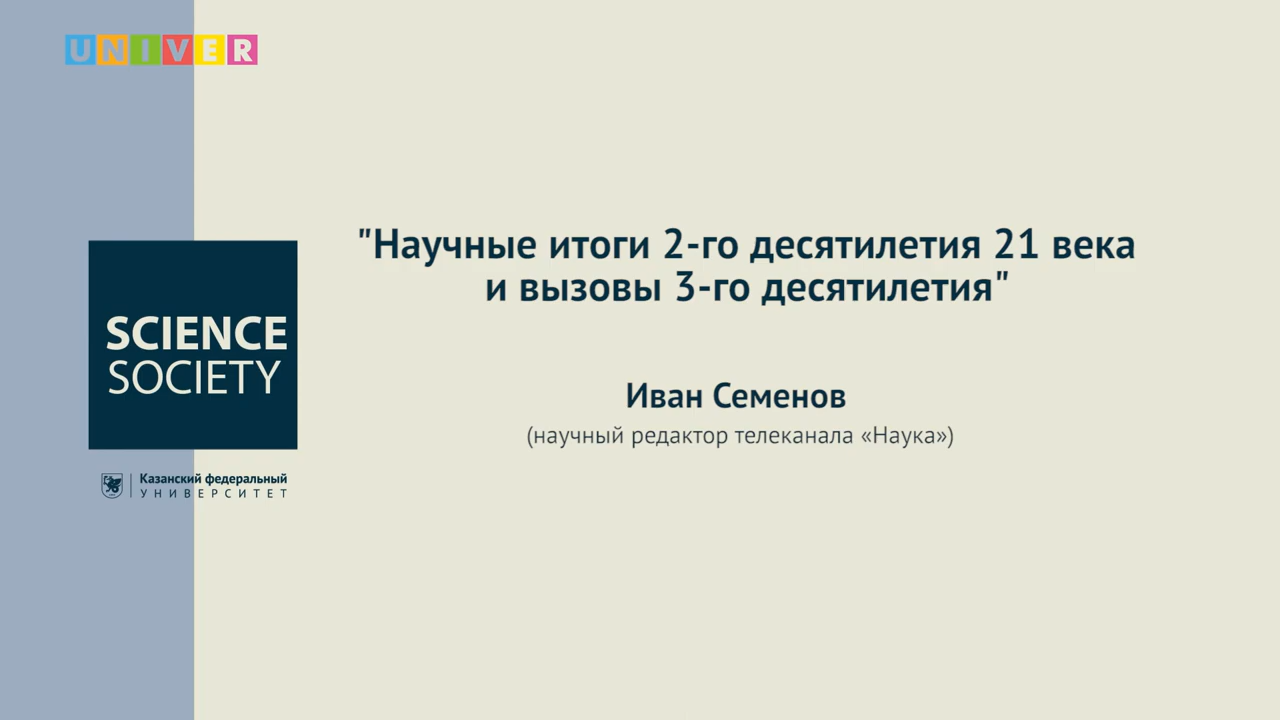 UNIVER
"Научные итоги 2-го десятилетия 21 века
и вызовы 3-го десятилетия"
SCIENCE
SOCIETY
Иван Семенов
(научный редактор телеканала «Наука»)
Казанский федеральный
УНИВЕРСИТЕТ